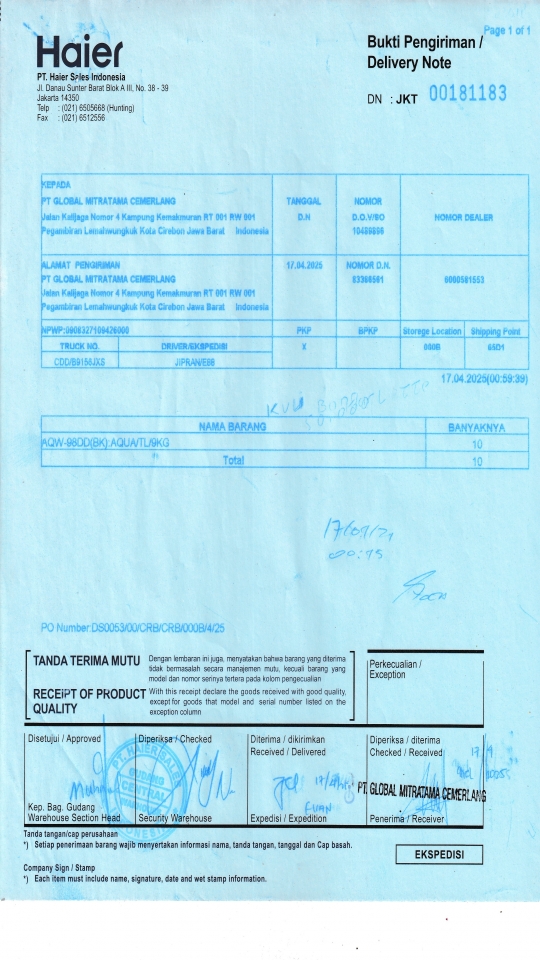 Page 1 of 1
Haier
PT. Haier Sales Indonesia
Jl. Danau Sunter Barat Blok A III, No. 38 - 39
Jakarta 14350
Telp : (021) 6505668 (Hunting)
Fax : (021) 6512556
Bukti Pengiriman /
Delivery Note
DN : JKT 00181183
KEPADA
PT GLOBAL MITRATAMA CEMERLANG
Jalan Kalijaga Nomor 4 Kampung Kemakmuran RT 001 RW 001
Pegambiran Lemahwungkuk Kota Cirebon Jawa Barat Indonesia
TANGGAL
D.N
NOMOR
D.O.V/SO
NOMOR DEALER
ALAMAT PENGIRIMAN
PT GLOBAL MITRATAMA CEMERLANG
Jalan Kalijaga Nomor 4 Kampung Kemakmuran RT 001 RW 001
Pegambiran Lemahwungkuk Kota Cirebon Jawa Barat Indonesia
17.04.2025
NOMOR D.N.
NPWP:0908327109426000
PKP
BPKP
Storege Location
Shipping Point
TRUCK NO.
DRIVER/EKSPEDISI
X
CDD/B9156JXS
17.04.2025(00:59:39)
NAMA BARANG
BANYAKNYA
AQW-98DD(BK):AQUA/TL/9KG
10
Total
10
PO Number:DS0053/00/CRB/CRB/000B/4/25
TANDA TERIMA MUTU
Dengan lembaran ini juga, menyatakan bahwa barang yang diterima
tidak bermasalah secara manajemen mutu, kecuali barang yang
model dan nomor serinya tertera pada kolom pengecualian
RECEIPT OF PRODUCT
QUALITY
With this receipt declare the goods received with good quality,
except for goods that model and serial number listed on the
exception column
Perkecualian /
Exception
Disetujui / Approved
Diperiksa / Checked
Diterima / dikirimkan
Received / Delivered
Diperiksa / diterima
Checked / Received
PT. HAIER SALES
GUDANG
CENTRAL
INDONESIA
PT GLOBAL MITRATAMA CEMERLANG
Kep. Bag. Gudang
Warehouse Section Head
Security Warehouse
Expedisi / Expedition
Penerima / Receiver
Tanda tangan/cap perusahaan
*) Setiap penerimaan barang wajib menyertakan informasi nama, tanda tangan, tanggal dan Cap basah.
EKSPEDISI
Company Sign / Stamp
*) Each item must include name, signature, date and wet stamp information.